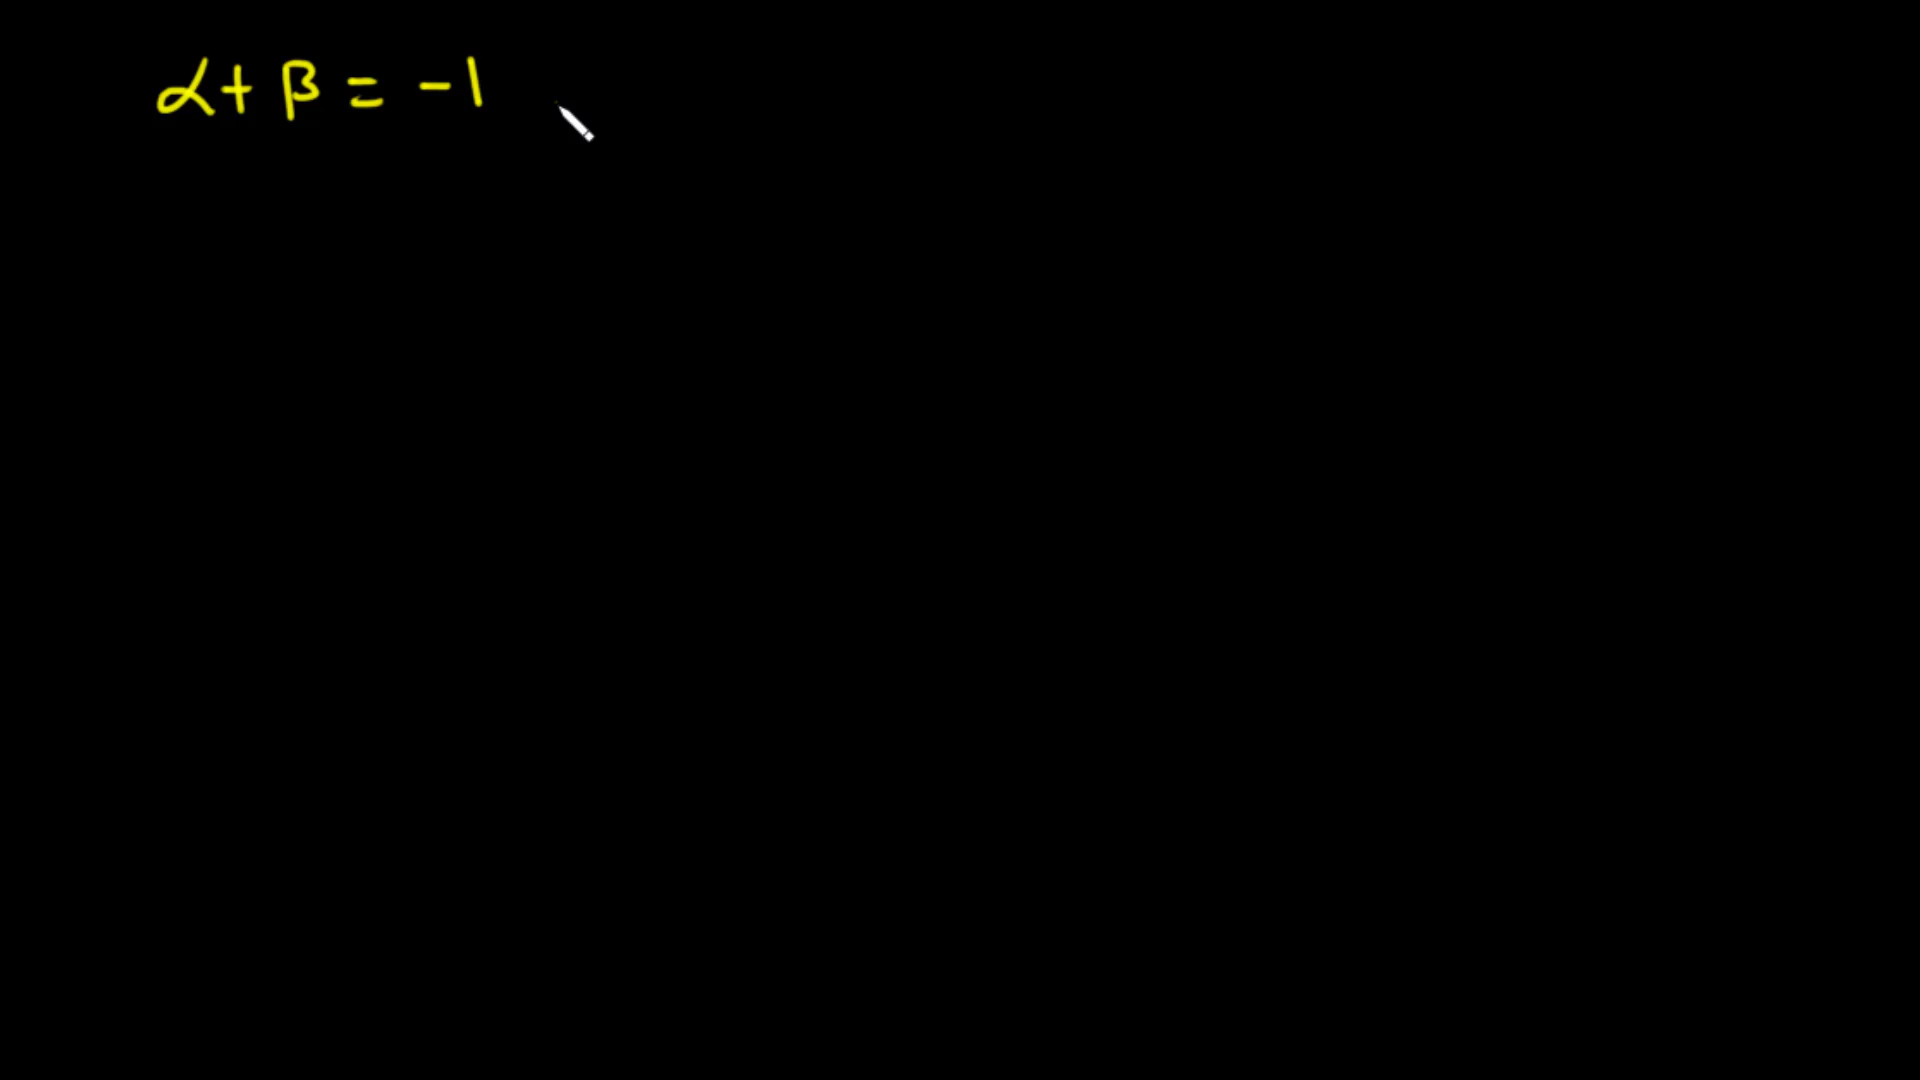 α + β = -1